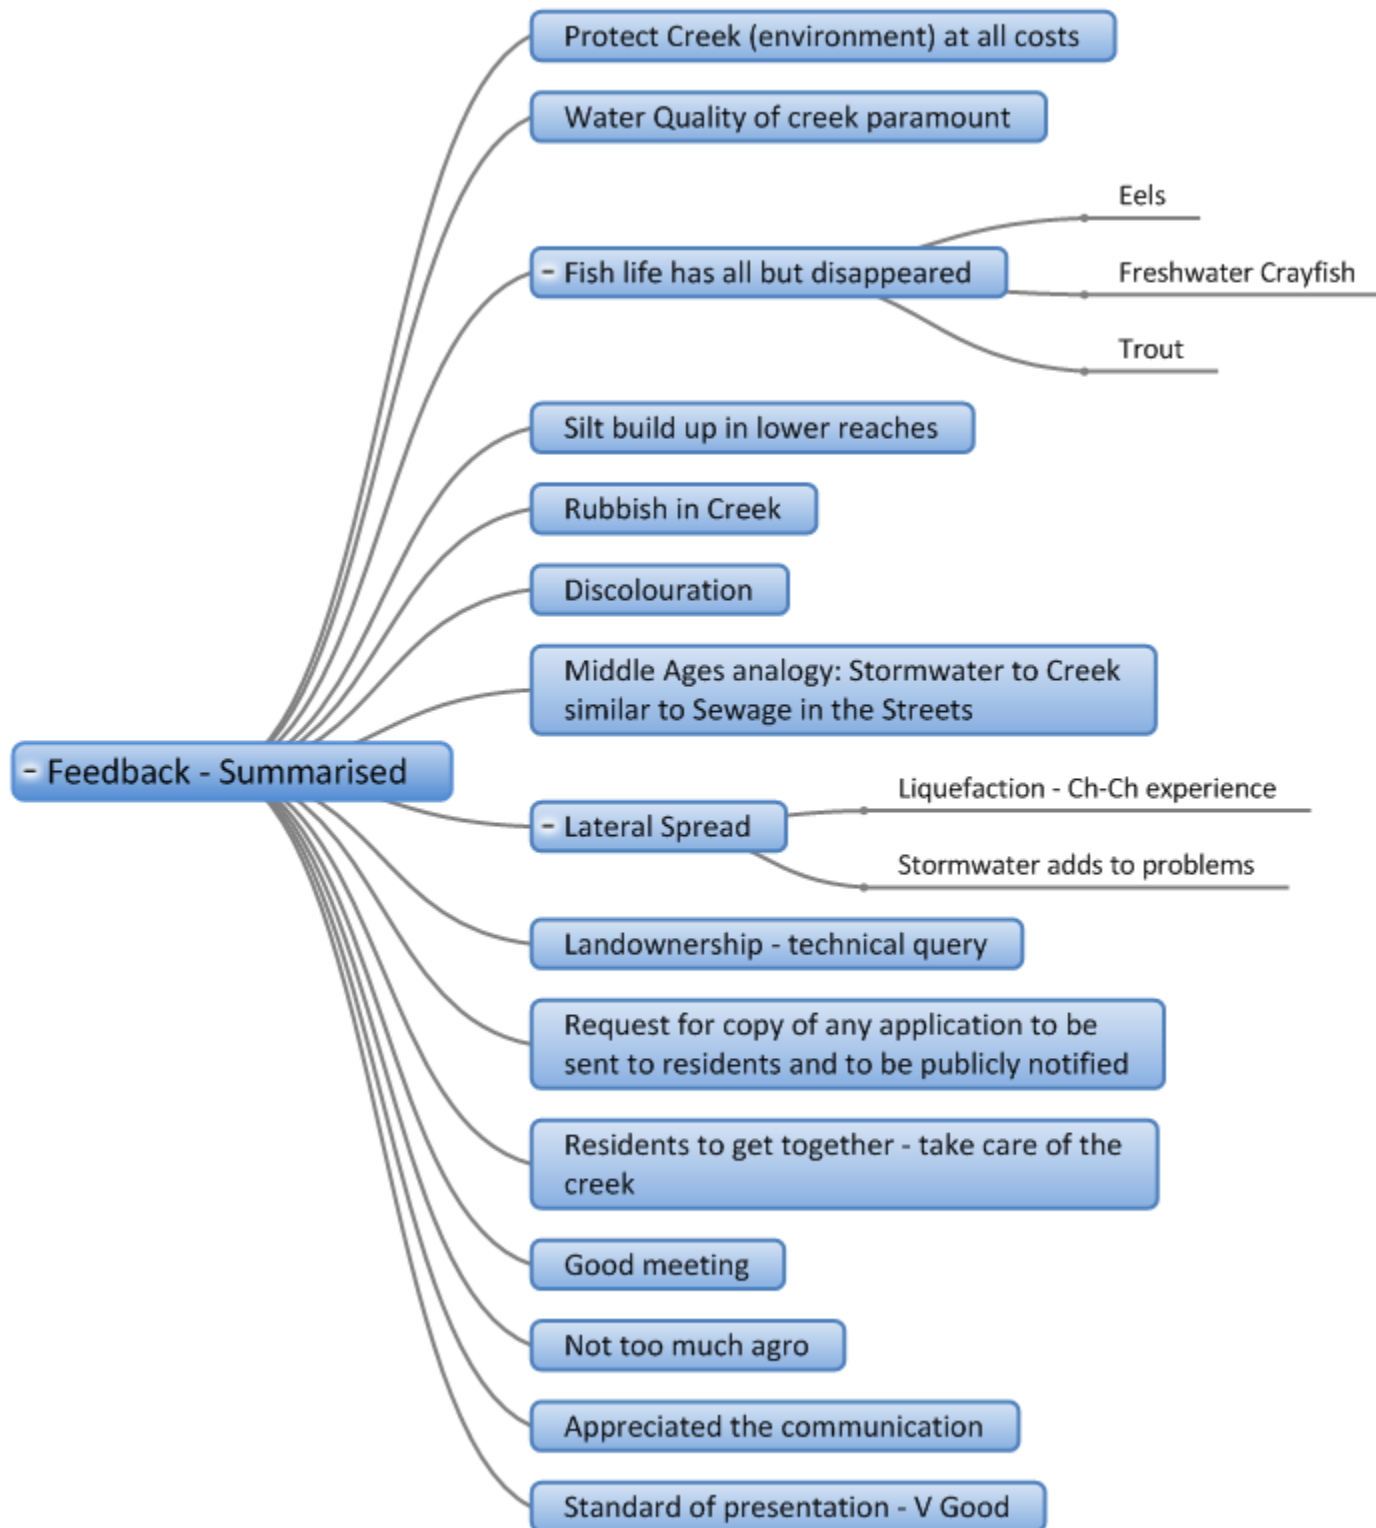 Protect Creek (environment) at all costs
Water Quality of creek paramount
Eels
Fish life has all but disappeared
Freshwater Crayfish
Trout
Silt build up in lower reaches
Rubbish in Creek
Discolouration
Middle Ages analogy: Stormwater to Creek
similar to Sewage in the Streets
Feedback - Summarised
Liquefaction - Ch-Ch experience
Lateral Spread
Stormwater adds to problems
Landownership - technical query
Request for copy of any application to be
sent to residents and to be publicly notified
Residents to get together - take care of the
creek
Good meeting
Not too much agro
Appreciated the communication
Standard of presentation - V Good